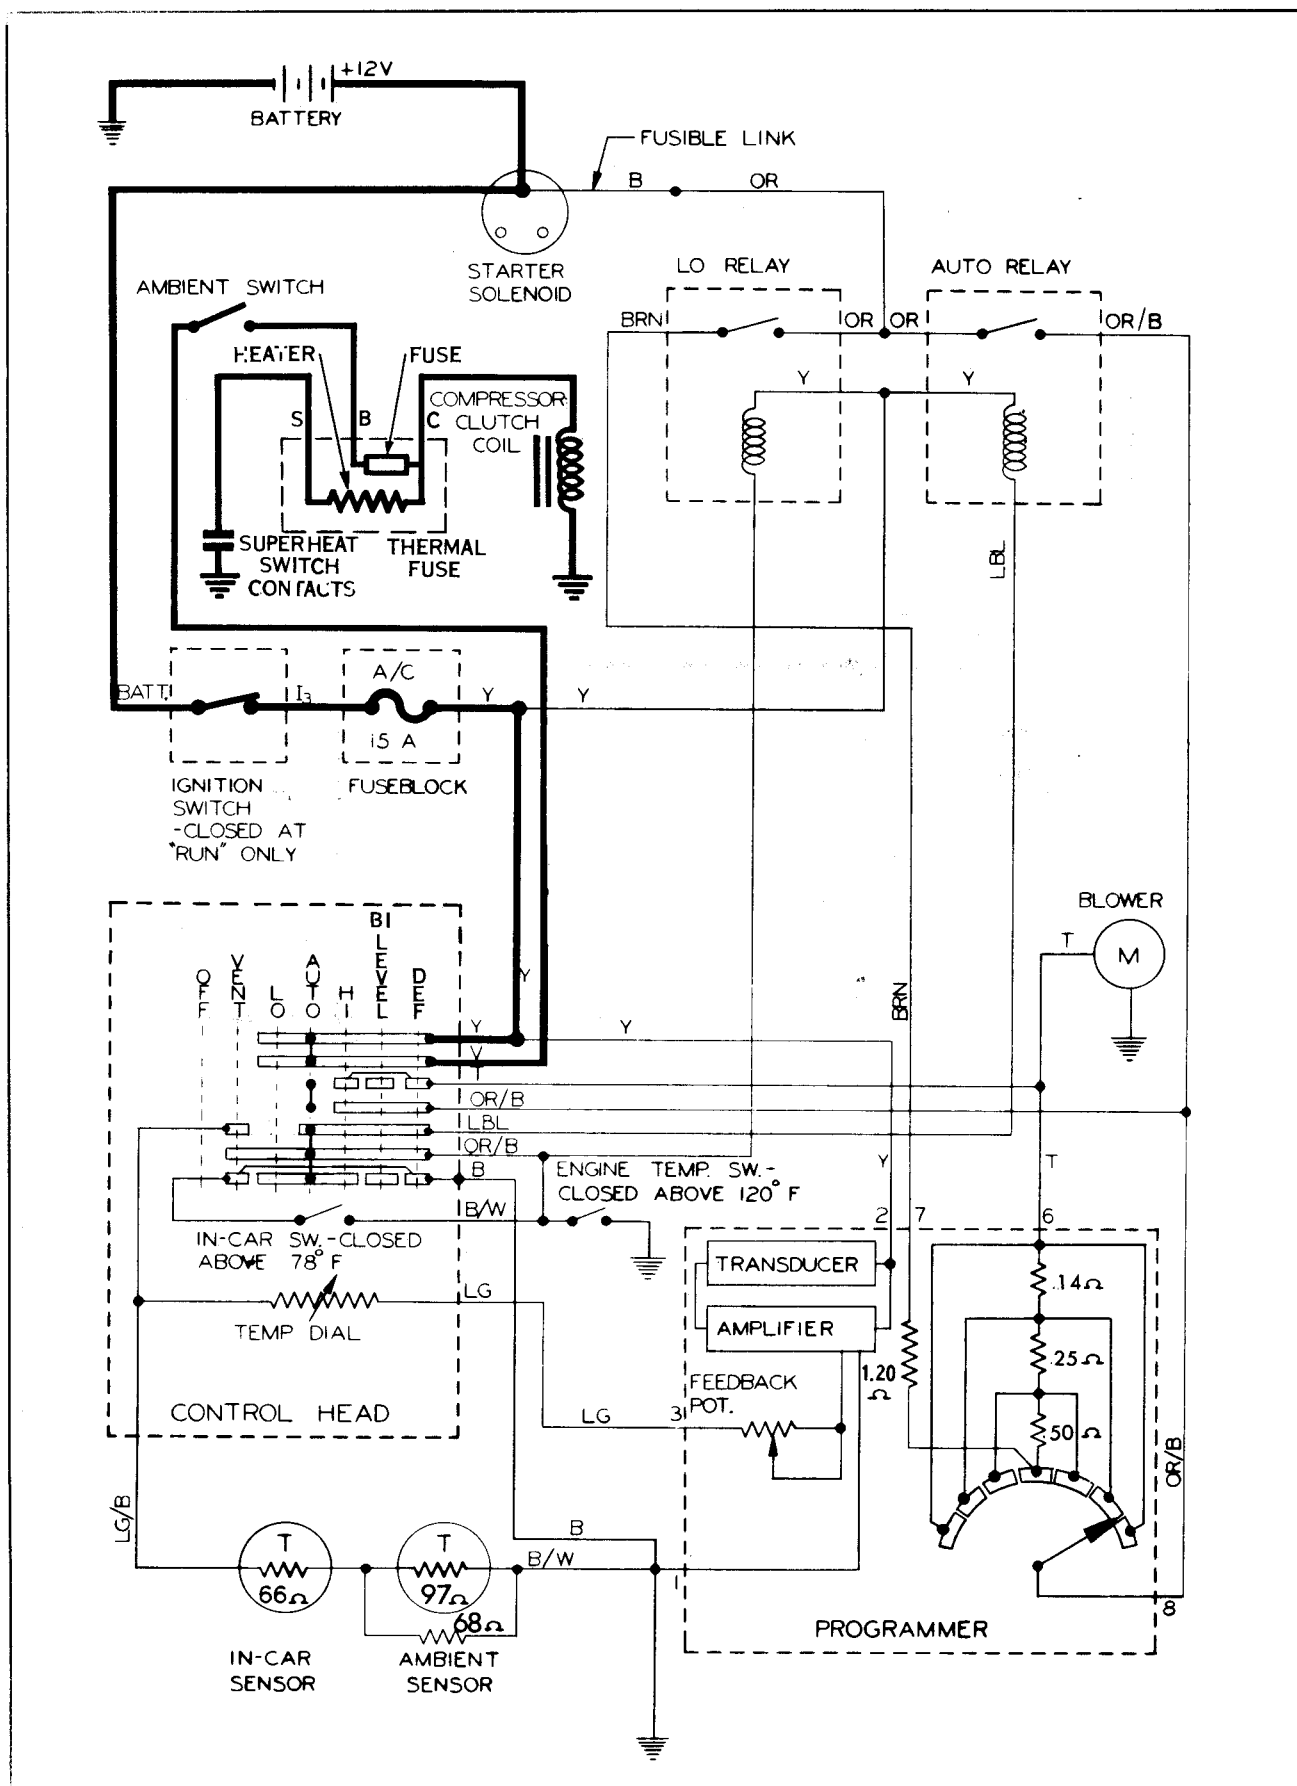 +12V
BATTERY
FUSIBLE LINK
B
OR
STARTER
SOLENOID
LO RELAY
AUTO RELAY
AMBIENT SWITCH
BRN
OR
OR
OR/B
HEATER
FUSE
Y
Y
S
B
C
COMPRESSOR
CLUTCH
COIL
SUPERHEAT
SWITCH
CONTACTS
THERMAL
FUSE
LBL
BATT.
I3
A/C
15 A
Y
Y
IGNITION
SWITCH
-CLOSED AT
"RUN" ONLY
FUSEBLOCK
BLOWER
M
T
OFF
VENT
LO
AUTO
HI
BI LEVEL
DEF
Y
BRN
Y
Y
Y
OR/B
LBL
OR/B
B
B/W
ENGINE TEMP. SW.-
CLOSED ABOVE 120° F
Y
T
IN-CAR SW.-CLOSED
ABOVE 78° F
2
7
6
TRANSDUCER
.14Ω
LG
TEMP DIAL
AMPLIFIER
.25Ω
1.20
Ω
FEEDBACK
POT.
CONTROL HEAD
LG
3
.50 Ω
OR/B
LG/B
T
66Ω
T
97Ω
68Ω
B
B/W
1
8
PROGRAMMER
IN-CAR
SENSOR
AMBIENT
SENSOR